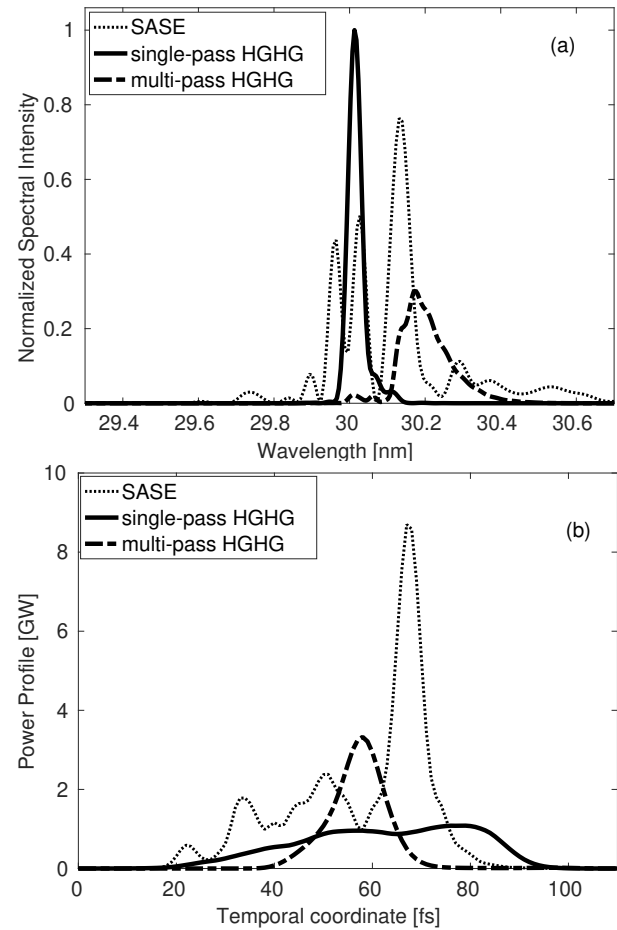 SASE
single-pass HGHG
multi-pass HGHG
(a)
1
0.8
0.6
0.4
0.2
0
Normalized Spectral Intensity
29.4 29.6 29.8 30 30.2 30.4 30.6
Wavelength [nm]
SASE
single-pass HGHG
multi-pass HGHG
(b)
10
8
6
4
2
0
Power Profile [GW]
0 20 40 60 80 100
Temporal coordinate [fs]